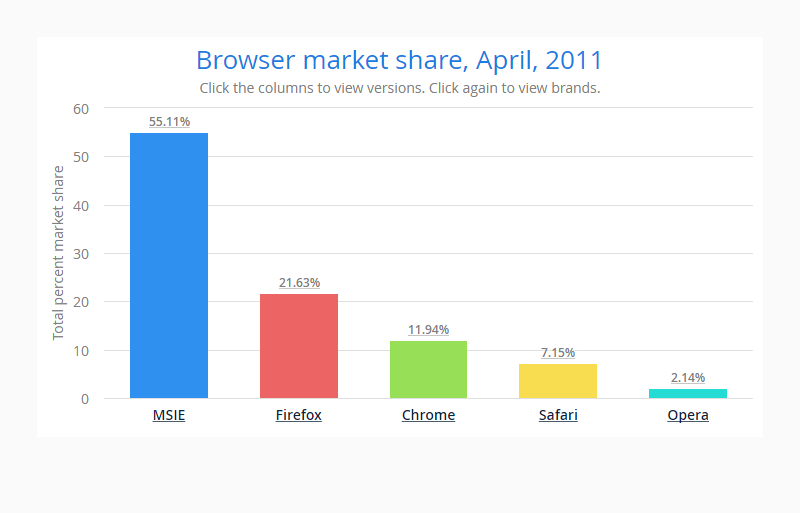 Browser market share, April, 2011
Click the columns to view versions. Click again to view brands.
Total percent market share
60
50
40
30
20
10
0
55.11%
21.63%
11.94%
7.15%
2.14%
MSIE
Firefox
Chrome
Safari
Opera